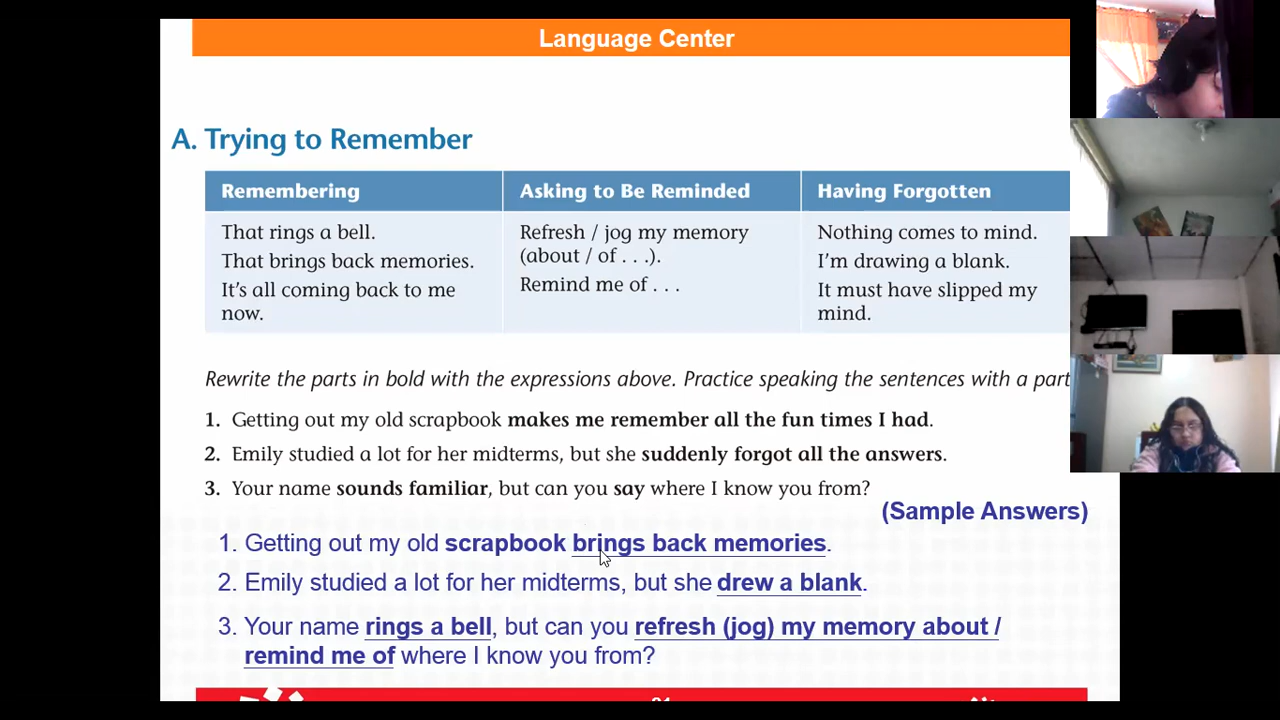 Language Center
A. Trying to Remember
Remembering
That rings a bell.
That brings back memories.
It's all coming back to me
now.
Asking to Be Reminded
Refresh / jog my memory
(about / of . . .).
Remind me of . . .
Having Forgotten
Nothing comes to mind.
I'm drawing a blank.
It must have slipped my
mind.
Rewrite the parts in bold with the expressions above. Practice speaking the sentences with a part
1. Getting out my old scrapbook makes me remember all the fun times I had.
2. Emily studied a lot for her midterms, but she suddenly forgot all the answers.
3. Your name sounds familiar, but can you say where I know you from?
(Sample Answers)
1. Getting out my old scrapbook brings back memories.
2. Emily studied a lot for her midterms, but she drew a blank.
3. Your name rings a bell, but can you refresh (jog) my memory about /
remind me of where I know you from?